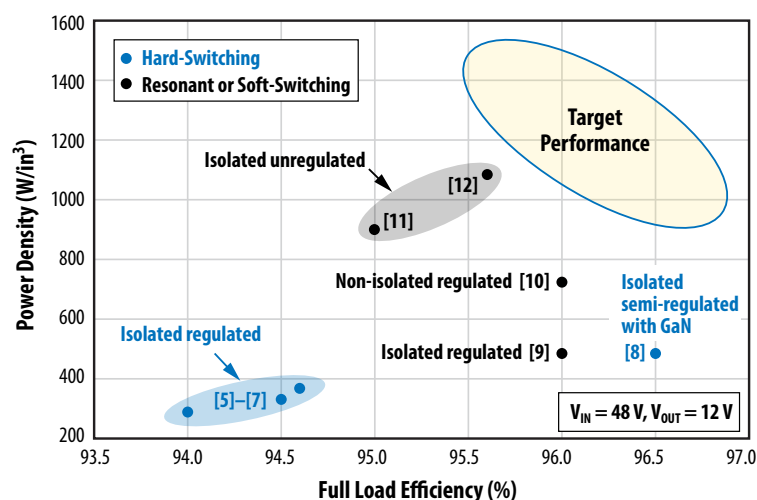 1600
1400
1200
1000
800
600
400
200
Power Density (W/in³)
Hard-Switching
Resonant or Soft-Switching
Target
Performance
Isolated unregulated
[12]
[11]
Non-isolated regulated [10]
Isolated
semi-regulated
with GaN
Isolated regulated
Isolated regulated [9]
[8]
[5]–[7]
V_IN = 48 V, V_OUT = 12 V
93.5 94.0 94.5 95.0 95.5 96.0 96.5 97.0
Full Load Efficiency (%)